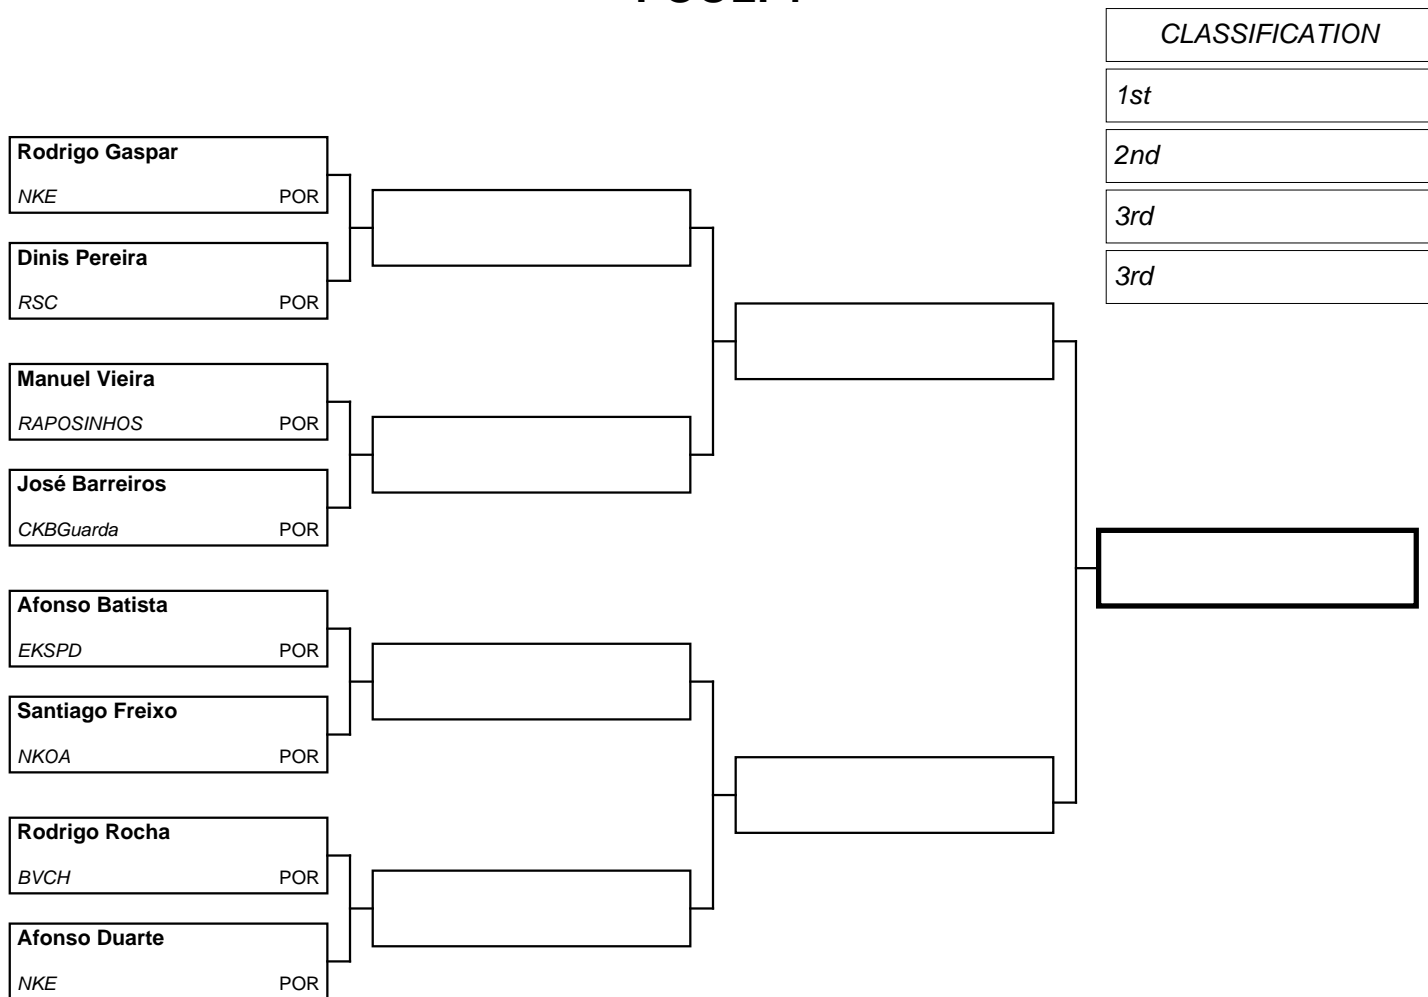 CLASSIFICATION
1st
2nd
3rd
3rd
Rodrigo Gaspar
NKE POR
Dinis Pereira
RSC POR
Manuel Vieira
RAPOSINHOS POR
José Barreiros
CKBGuarda POR
Afonso Batista
EKSPD POR
Santiago Freixo
NKOA POR
Rodrigo Rocha
BVCH POR
Afonso Duarte
NKE POR